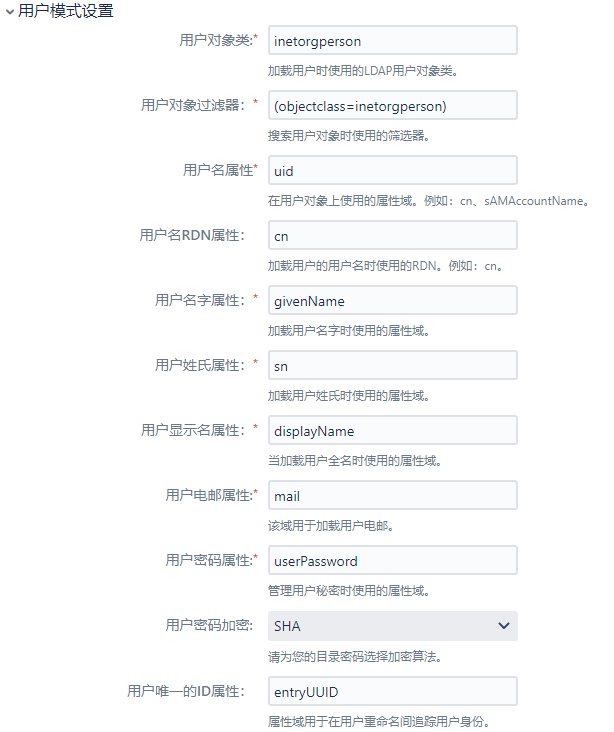 用户模式设置
用户对象类:* inetorgperson
加载用户时使用的LDAP用户对象类。
用户对象过滤器：* (objectclass=inetorgperson)
搜索用户对象时使用的筛选器。
用户名属性* uid
在用户对象上使用的属性域。例如：cn、sAMAccountName。
用户名RDN属性： cn
加载用户的用户名时使用的RDN。例如：cn。
用户名字属性：* givenName
加载用户名字时使用的属性域。
用户姓氏属性：* sn
加载用户姓氏时使用的属性域。
用户显示名属性：* displayName
当加载用户全名时使用的属性域。
用户电邮属性:* mail
该域用于加载用户电邮。
用户密码属性:* userPassword
管理用户秘密时使用的属性域。
用户密码加密: SHA
请为您的目录密码选择加密算法。
用户唯一的ID属性： entryUUID
属性域用于在用户重命名间追踪用户身份。